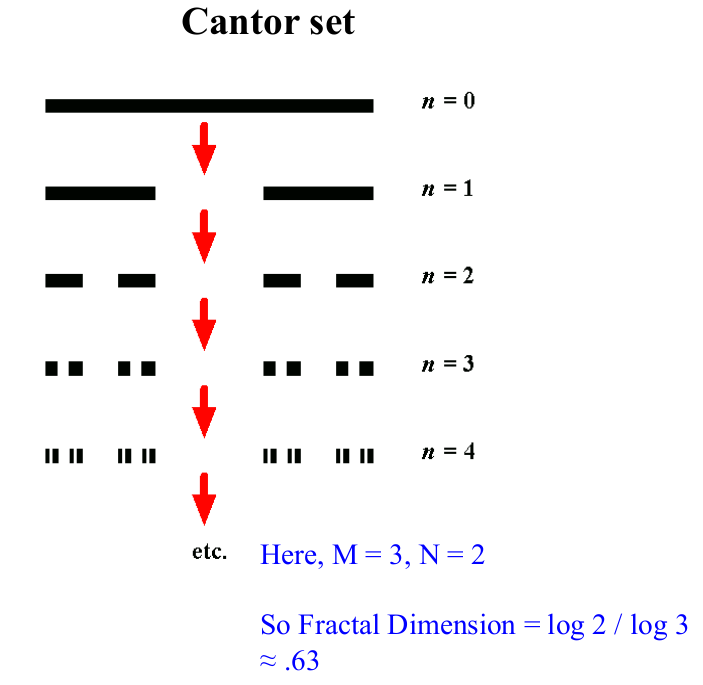 Cantor set
n = 0
n = 1
n = 2
n = 3
n = 4
etc.
Here, M = 3, N = 2
So Fractal Dimension = log 2 / log 3
≈ .63